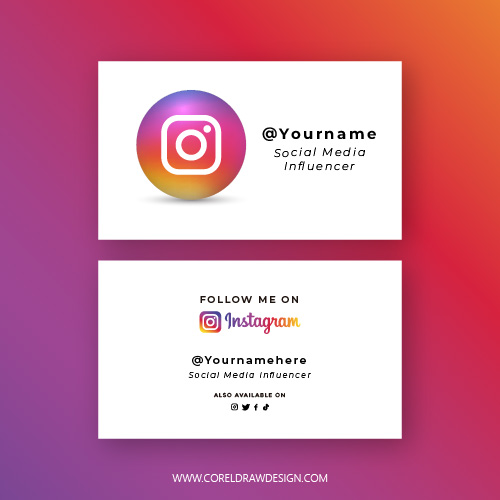 @Yourname
Social Media
Influencer
FOLLOW ME ON
Instagram
@Yournamehere
Social Media Influencer
ALSO AVAILABLE ON
WWW.CORELDRAWDESIGN.COM